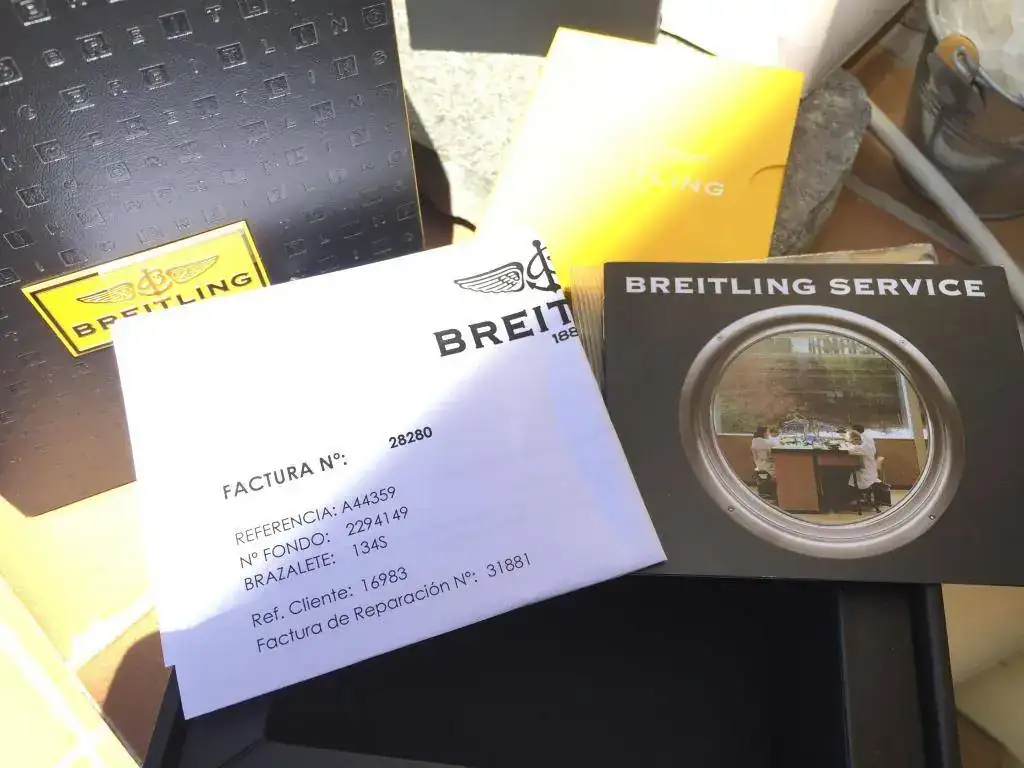 BREITLING
BREITLING
BREIT
188
FACTURA Nº: 28280
REFERENCIA: A44359
Nº FONDO: 2294149
BRAZALETE: 134S
Ref. Cliente: 16983
Factura de Reparación Nº: 31881
BREITLING SERVICE